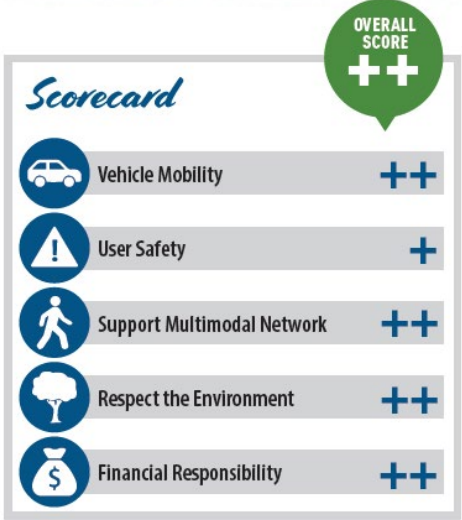 OVERALL
SCORE
++
Scorecard
Vehicle Mobility ++
! User Safety +
Support Multimodal Network ++
Respect the Environment ++
$ Financial Responsibility ++